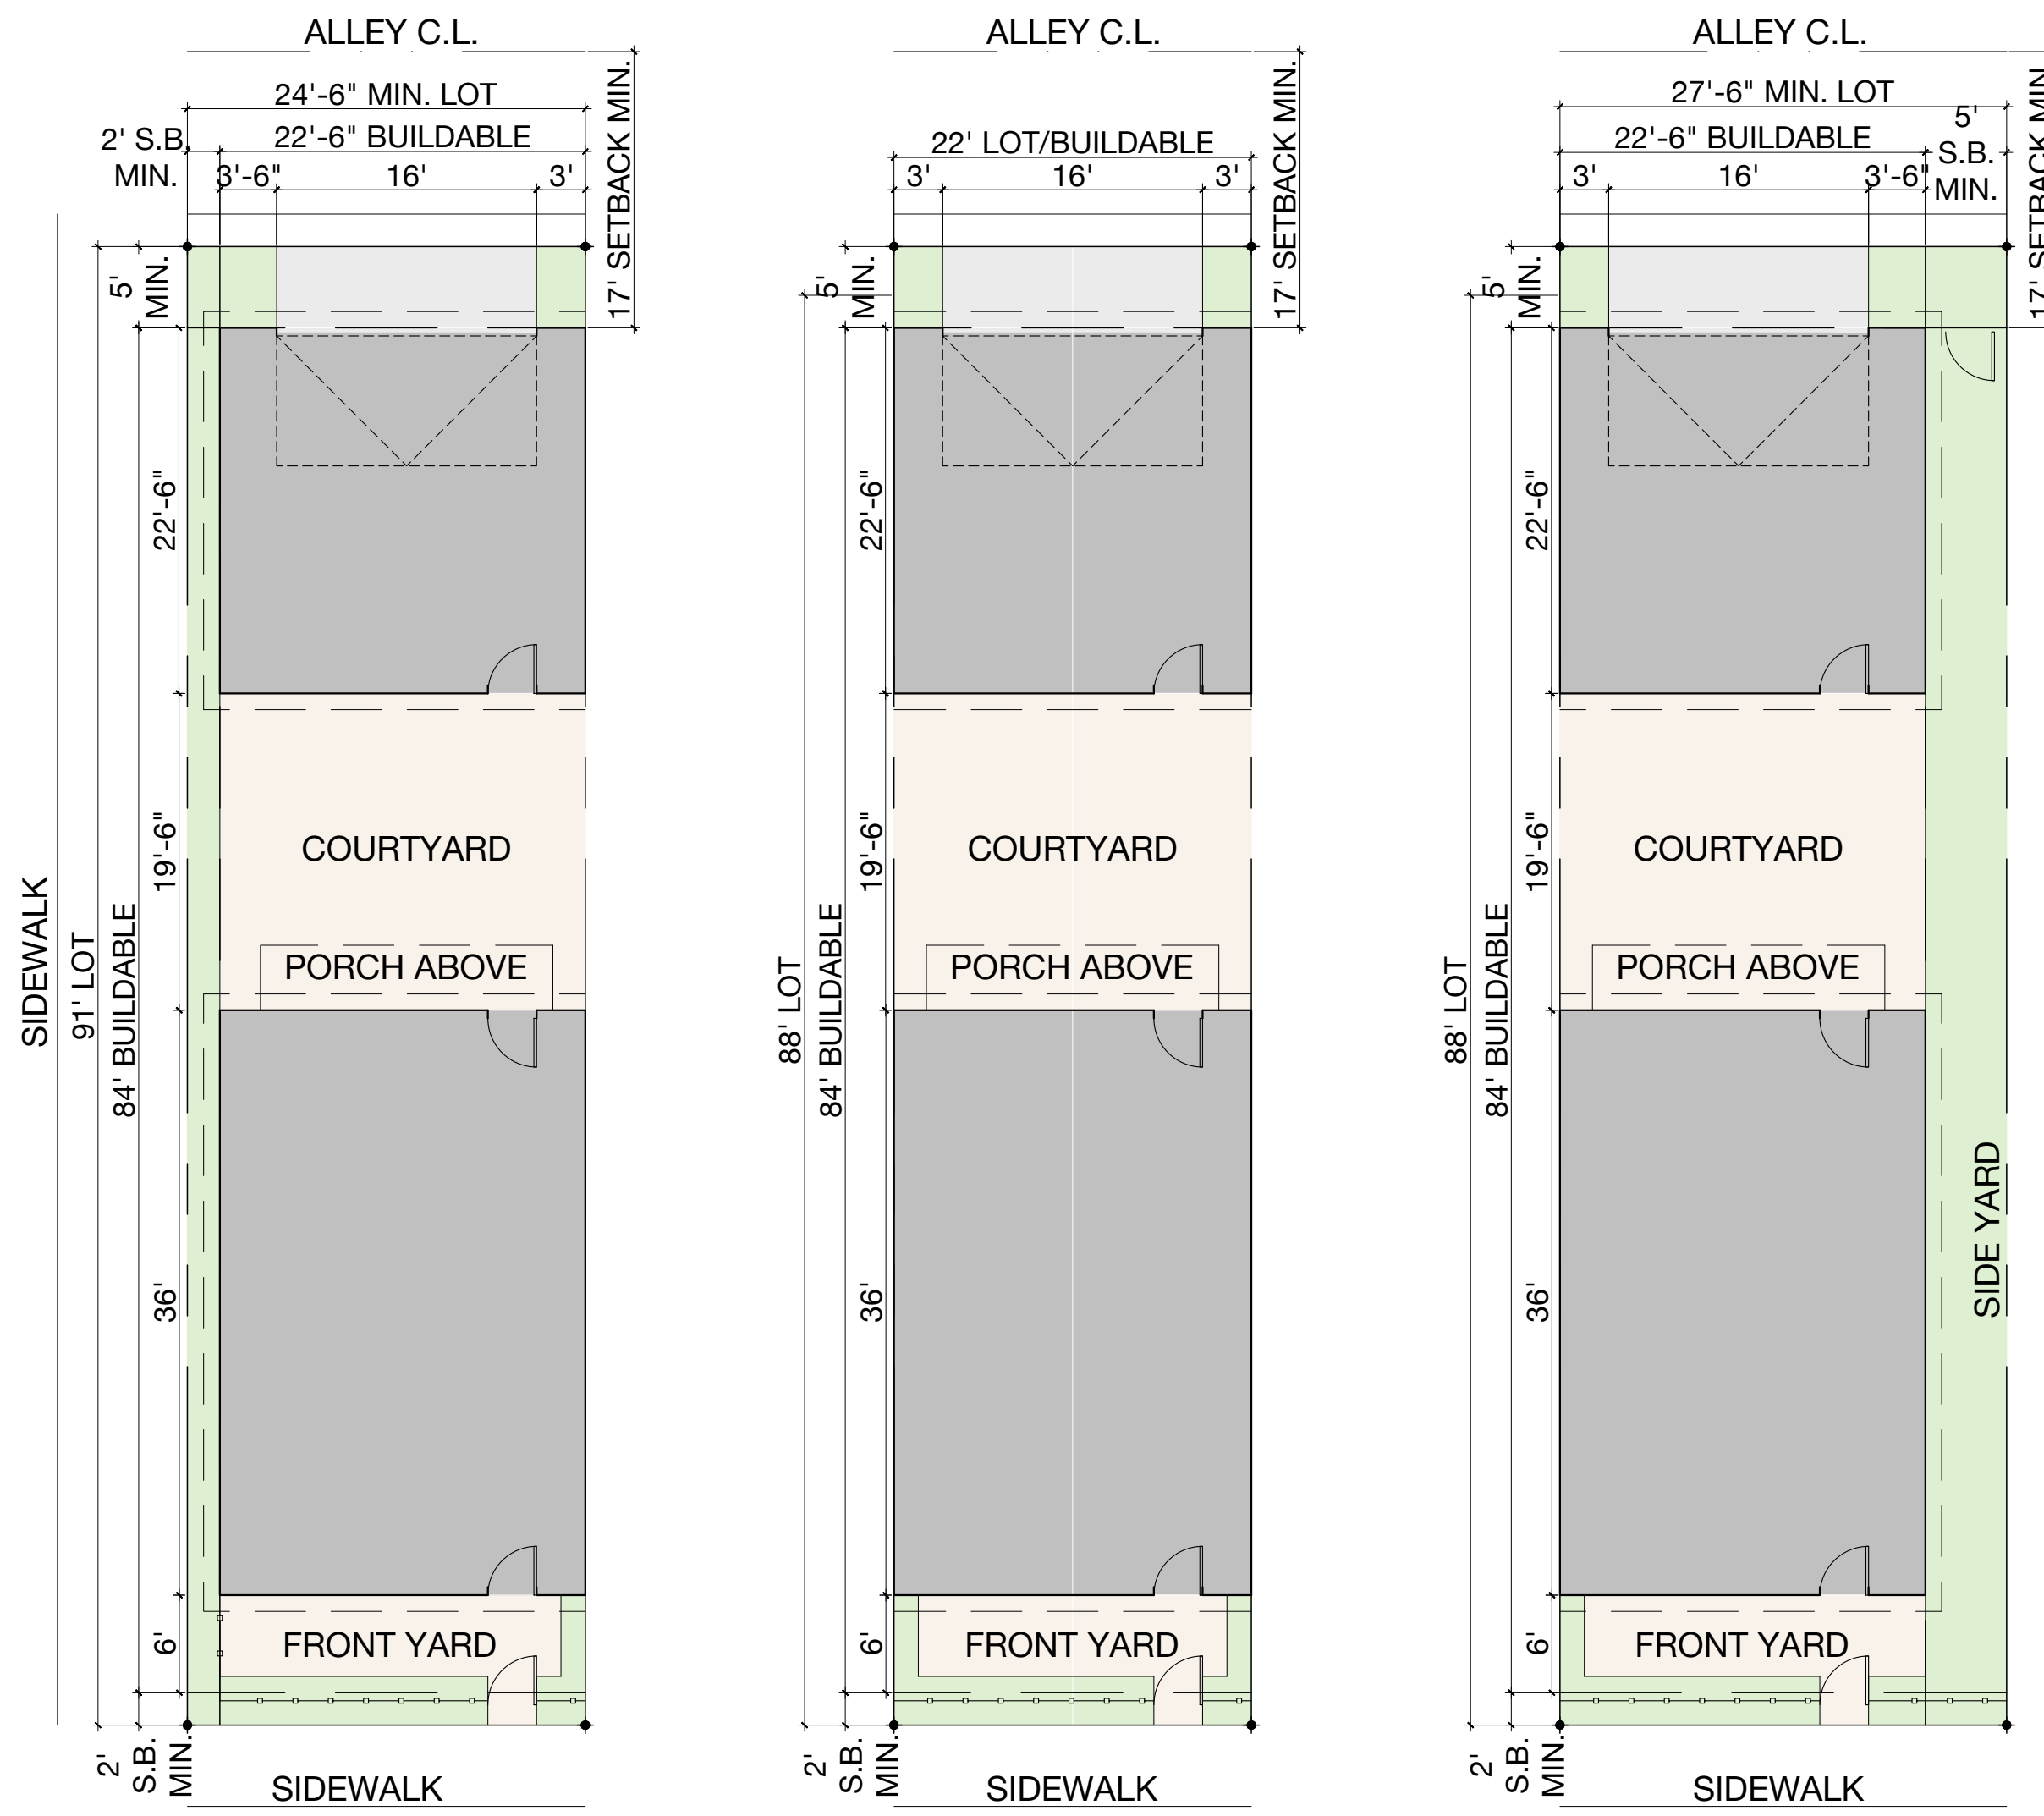 ALLEY C.L.
24'-6" MIN. LOT
2' S.B.
MIN.
22'-6" BUILDABLE
3'-6"
16'
3'
17' SETBACK MIN.
5'
MIN.
22'-6"
19'-6"
COURTYARD
PORCH ABOVE
SIDEWALK
91' LOT
84' BUILDABLE
36'
6'
FRONT YARD
2'
S.B.
MIN.
SIDEWALK
ALLEY C.L.
22' LOT/BUILDABLE
3'
16'
3'
17' SETBACK MIN.
5'
MIN.
22'-6"
19'-6"
COURTYARD
PORCH ABOVE
88' LOT
84' BUILDABLE
36'
6'
FRONT YARD
2'
S.B.
MIN.
SIDEWALK
ALLEY C.L.
27'-6" MIN. LOT
22'-6" BUILDABLE
5'
S.B.
MIN.
3'
16'
3'-6"
17' SETBACK MIN
5'
MIN.
22'-6"
19'-6"
COURTYARD
PORCH ABOVE
88' LOT
84' BUILDABLE
36'
SIDE YARD
6'
FRONT YARD
2'
S.B.
MIN.
SIDEWALK